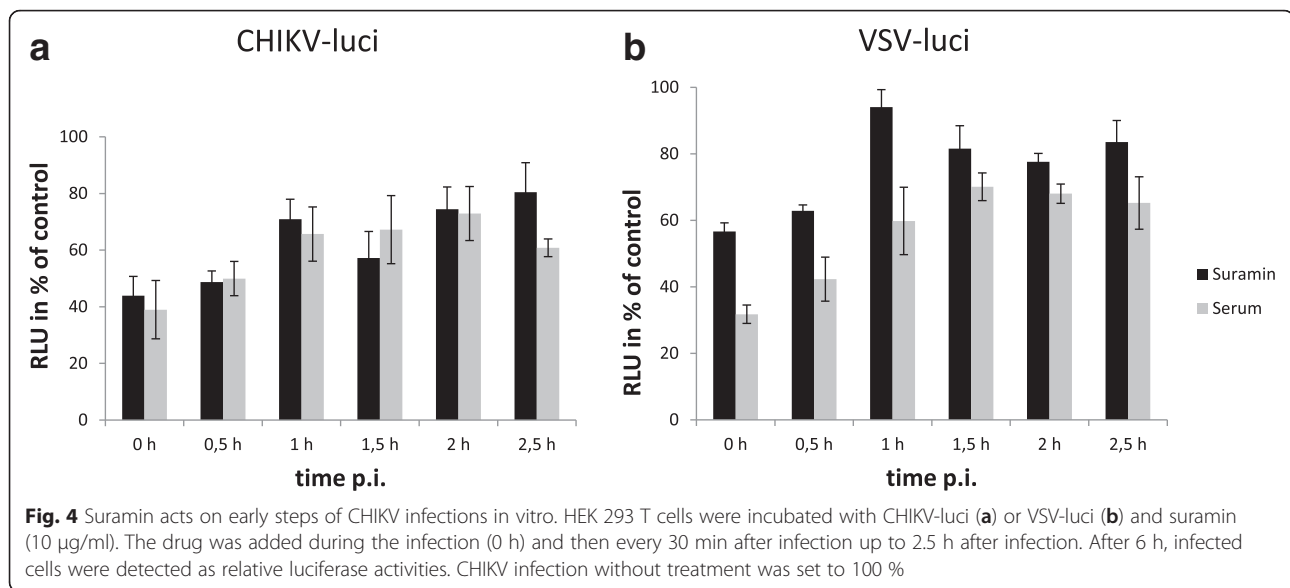 a
CHIKV-luci
RLU in % of control
100
80
60
40
20
0
0 h
0,5 h
1 h
1,5 h
2 h
2,5 h
time p.i.
b
VSV-luci
RLU in % of control
100
80
60
40
20
0
0 h
0,5 h
1 h
1,5 h
2 h
2,5 h
time p.i.
Suramin
Serum
Fig. 4 Suramin acts on early steps of CHIKV infections in vitro. HEK 293 T cells were incubated with CHIKV-luci (a) or VSV-luci (b) and suramin
(10 μg/ml). The drug was added during the infection (0 h) and then every 30 min after infection up to 2.5 h after infection. After 6 h, infected
cells were detected as relative luciferase activities. CHIKV infection without treatment was set to 100 %